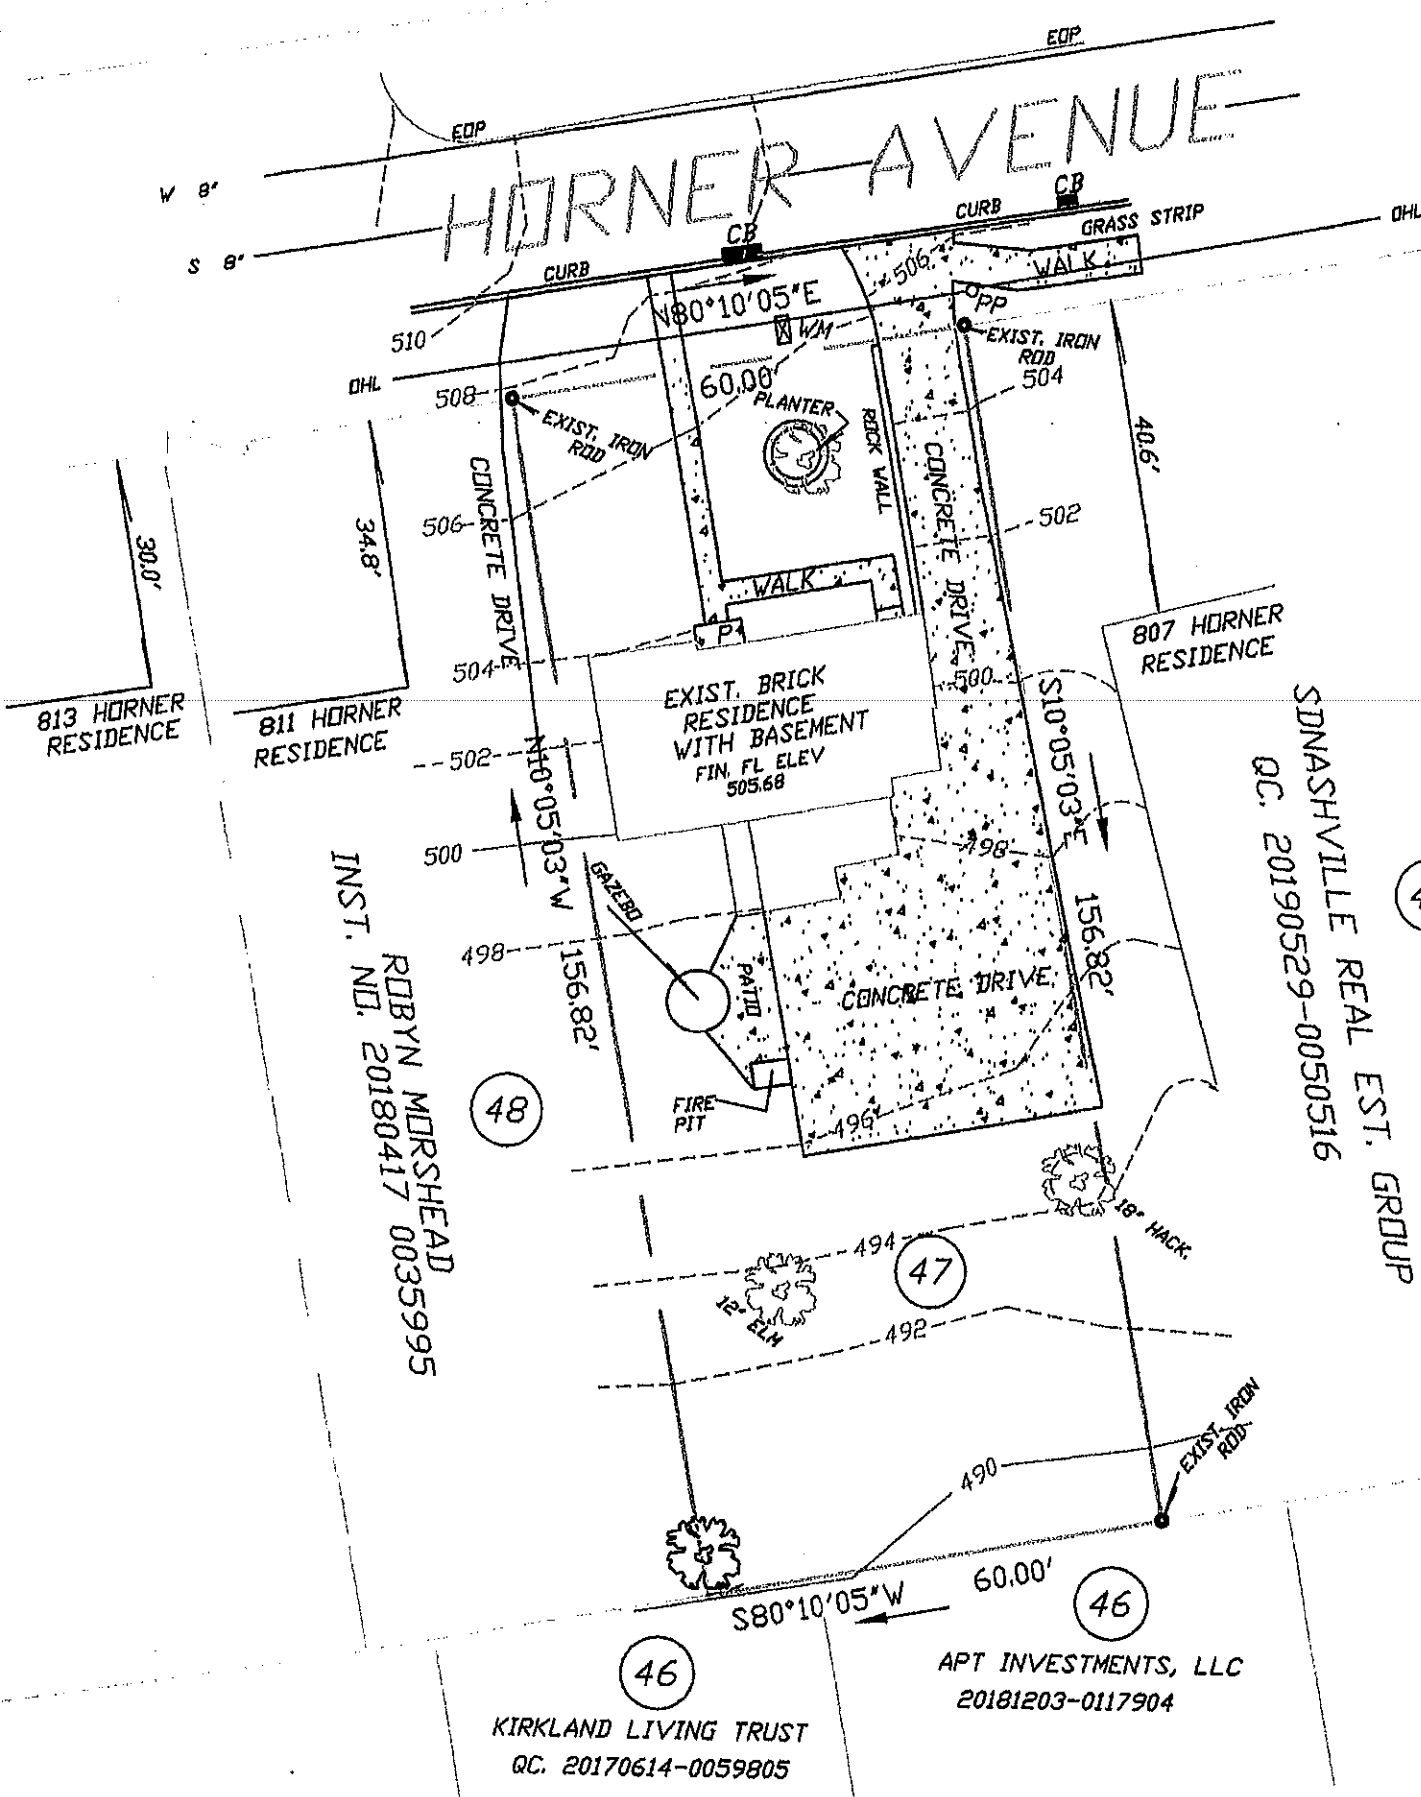 EOP
EOP
HORNER AVENUE
W 8"
S 8"
CB
CB
CURB
CURB
GRASS STRIP
OHL
WALK
506
N80°10'05"E
PP
WM
510
EXIST. IRON
ROD
504
OHL
508
60.00'
PLANTER
EXIST. IRON
ROD
ROCK WALL
CONCRETE DRIVE
CONCRETE DRIVE
40.6'
34.8'
30.0'
506
502
WALK
P
504
500
807 HORNER
RESIDENCE
813 HORNER
RESIDENCE
811 HORNER
RESIDENCE
EXIST. BRICK
RESIDENCE
WITH BASEMENT
FIN. FL ELEV
505.68
502
N10°05'03"W
156.82'
S10°05'03"E
156.82'
500
498
498
GAZEBO
PATIO
CONCRETE DRIVE
INST. NO. 20180417 0035995
ROBYN MORSHEAD
SDNASHVILLE REAL EST. GROUP
QC. 20190529-0050516
48
FIRE
PIT
496
18" HACK.
494
47
12" ELM
492
490
EXIST. IRON
ROD
S80°10'05"W
60.00'
46
46
APT INVESTMENTS, LLC
20181203-0117904
KIRKLAND LIVING TRUST
QC. 20170614-0059805